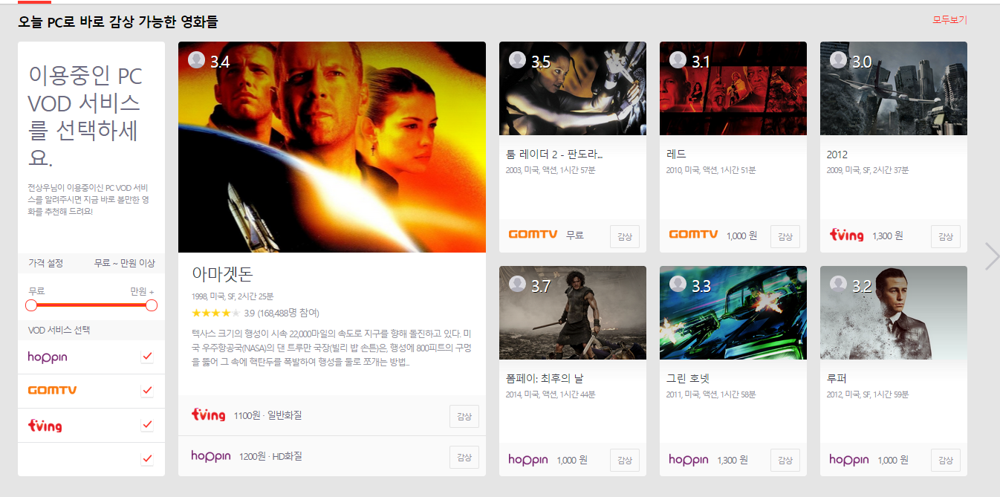 오늘 PC로 바로 감상 가능한 영화들
모두보기
이용중인 PC
VOD 서비스
를 선택하세
요.
전상우님이 이용중이신 PC VOD 서비
스를 알려주시면 지금 바로 볼만한 영
화를 추천해 드려요!
가격 설정 무료 ~ 만원 이상
무료 만원 +
VOD 서비스 선택
hoppin
GOMTV
tving
3.4
아마겟돈
1998, 미국, SF, 2시간 25분
3.9 (168,488명 참여)
텍사스 크기의 행성이 시속 22,000마일의 속도로 지구를 향해 돌진하고 있다. 미
국 우주항공국(NASA)의 댄 트루만 국장(빌리 밥 손튼)은, 행성에 800피트의 구멍
을 뚫어 그 속에 핵탄두를 폭발하여 행성을 둘로 쪼개는 방법...
tving 1100원 · 일반화질 감상
hoppin 1200원 · HD화질 감상
3.5
툼 레이더 2 - 판도라...
2003, 미국, 액션, 1시간 57분
GOMTV 무료 감상
3.1
레드
2010, 미국, 액션, 1시간 51분
GOMTV 1,000 원 감상
3.0
2012
2009, 미국, SF, 2시간 37분
tving 1,300 원 감상
3.7
폼페이: 최후의 날
2014, 미국, 액션, 1시간 44분
hoppin 1,000 원 감상
3.3
그린 호넷
2011, 미국, 액션, 1시간 58분
hoppin 1,300 원 감상
3.2
루퍼
2012, 미국, SF, 1시간 59분
hoppin 1,000 원 감상